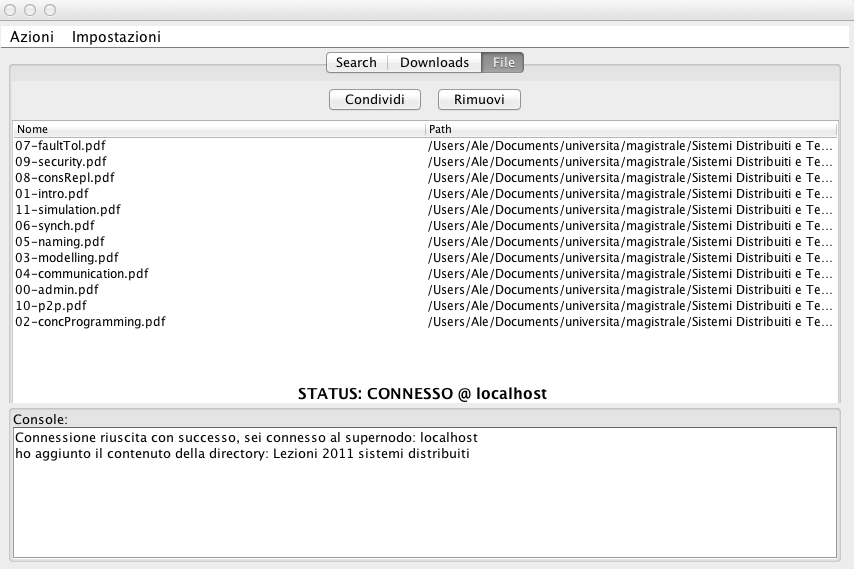 Azioni Impostazioni
Search Downloads File
Condividi Rimuovi
Nome Path
07-faultTol.pdf /Users/Ale/Documents/universita/magistrale/Sistemi Distribuiti e Te...
09-security.pdf /Users/Ale/Documents/universita/magistrale/Sistemi Distribuiti e Te...
08-consRepl.pdf /Users/Ale/Documents/universita/magistrale/Sistemi Distribuiti e Te...
01-intro.pdf /Users/Ale/Documents/universita/magistrale/Sistemi Distribuiti e Te...
11-simulation.pdf /Users/Ale/Documents/universita/magistrale/Sistemi Distribuiti e Te...
06-synch.pdf /Users/Ale/Documents/universita/magistrale/Sistemi Distribuiti e Te...
05-naming.pdf /Users/Ale/Documents/universita/magistrale/Sistemi Distribuiti e Te...
03-modelling.pdf /Users/Ale/Documents/universita/magistrale/Sistemi Distribuiti e Te...
04-communication.pdf /Users/Ale/Documents/universita/magistrale/Sistemi Distribuiti e Te...
00-admin.pdf /Users/Ale/Documents/universita/magistrale/Sistemi Distribuiti e Te...
10-p2p.pdf /Users/Ale/Documents/universita/magistrale/Sistemi Distribuiti e Te...
02-concProgramming.pdf /Users/Ale/Documents/universita/magistrale/Sistemi Distribuiti e Te...
STATUS: CONNESSO @ localhost
Console:
Connessione riuscita con successo, sei connesso al supernodo: localhost
ho aggiunto il contenuto della directory: Lezioni 2011 sistemi distribuiti